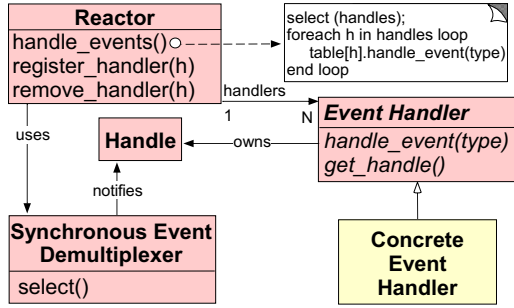 Reactor
handle_events()
register_handler(h)
remove_handler(h)
select (handles);
foreach h in handles loop
table[h].handle_event(type)
end loop
handlers
1
N
uses
Handle
owns
Event Handler
handle_event(type)
get_handle()
notifies
Synchronous Event
Demultiplexer
select()
Concrete
Event
Handler